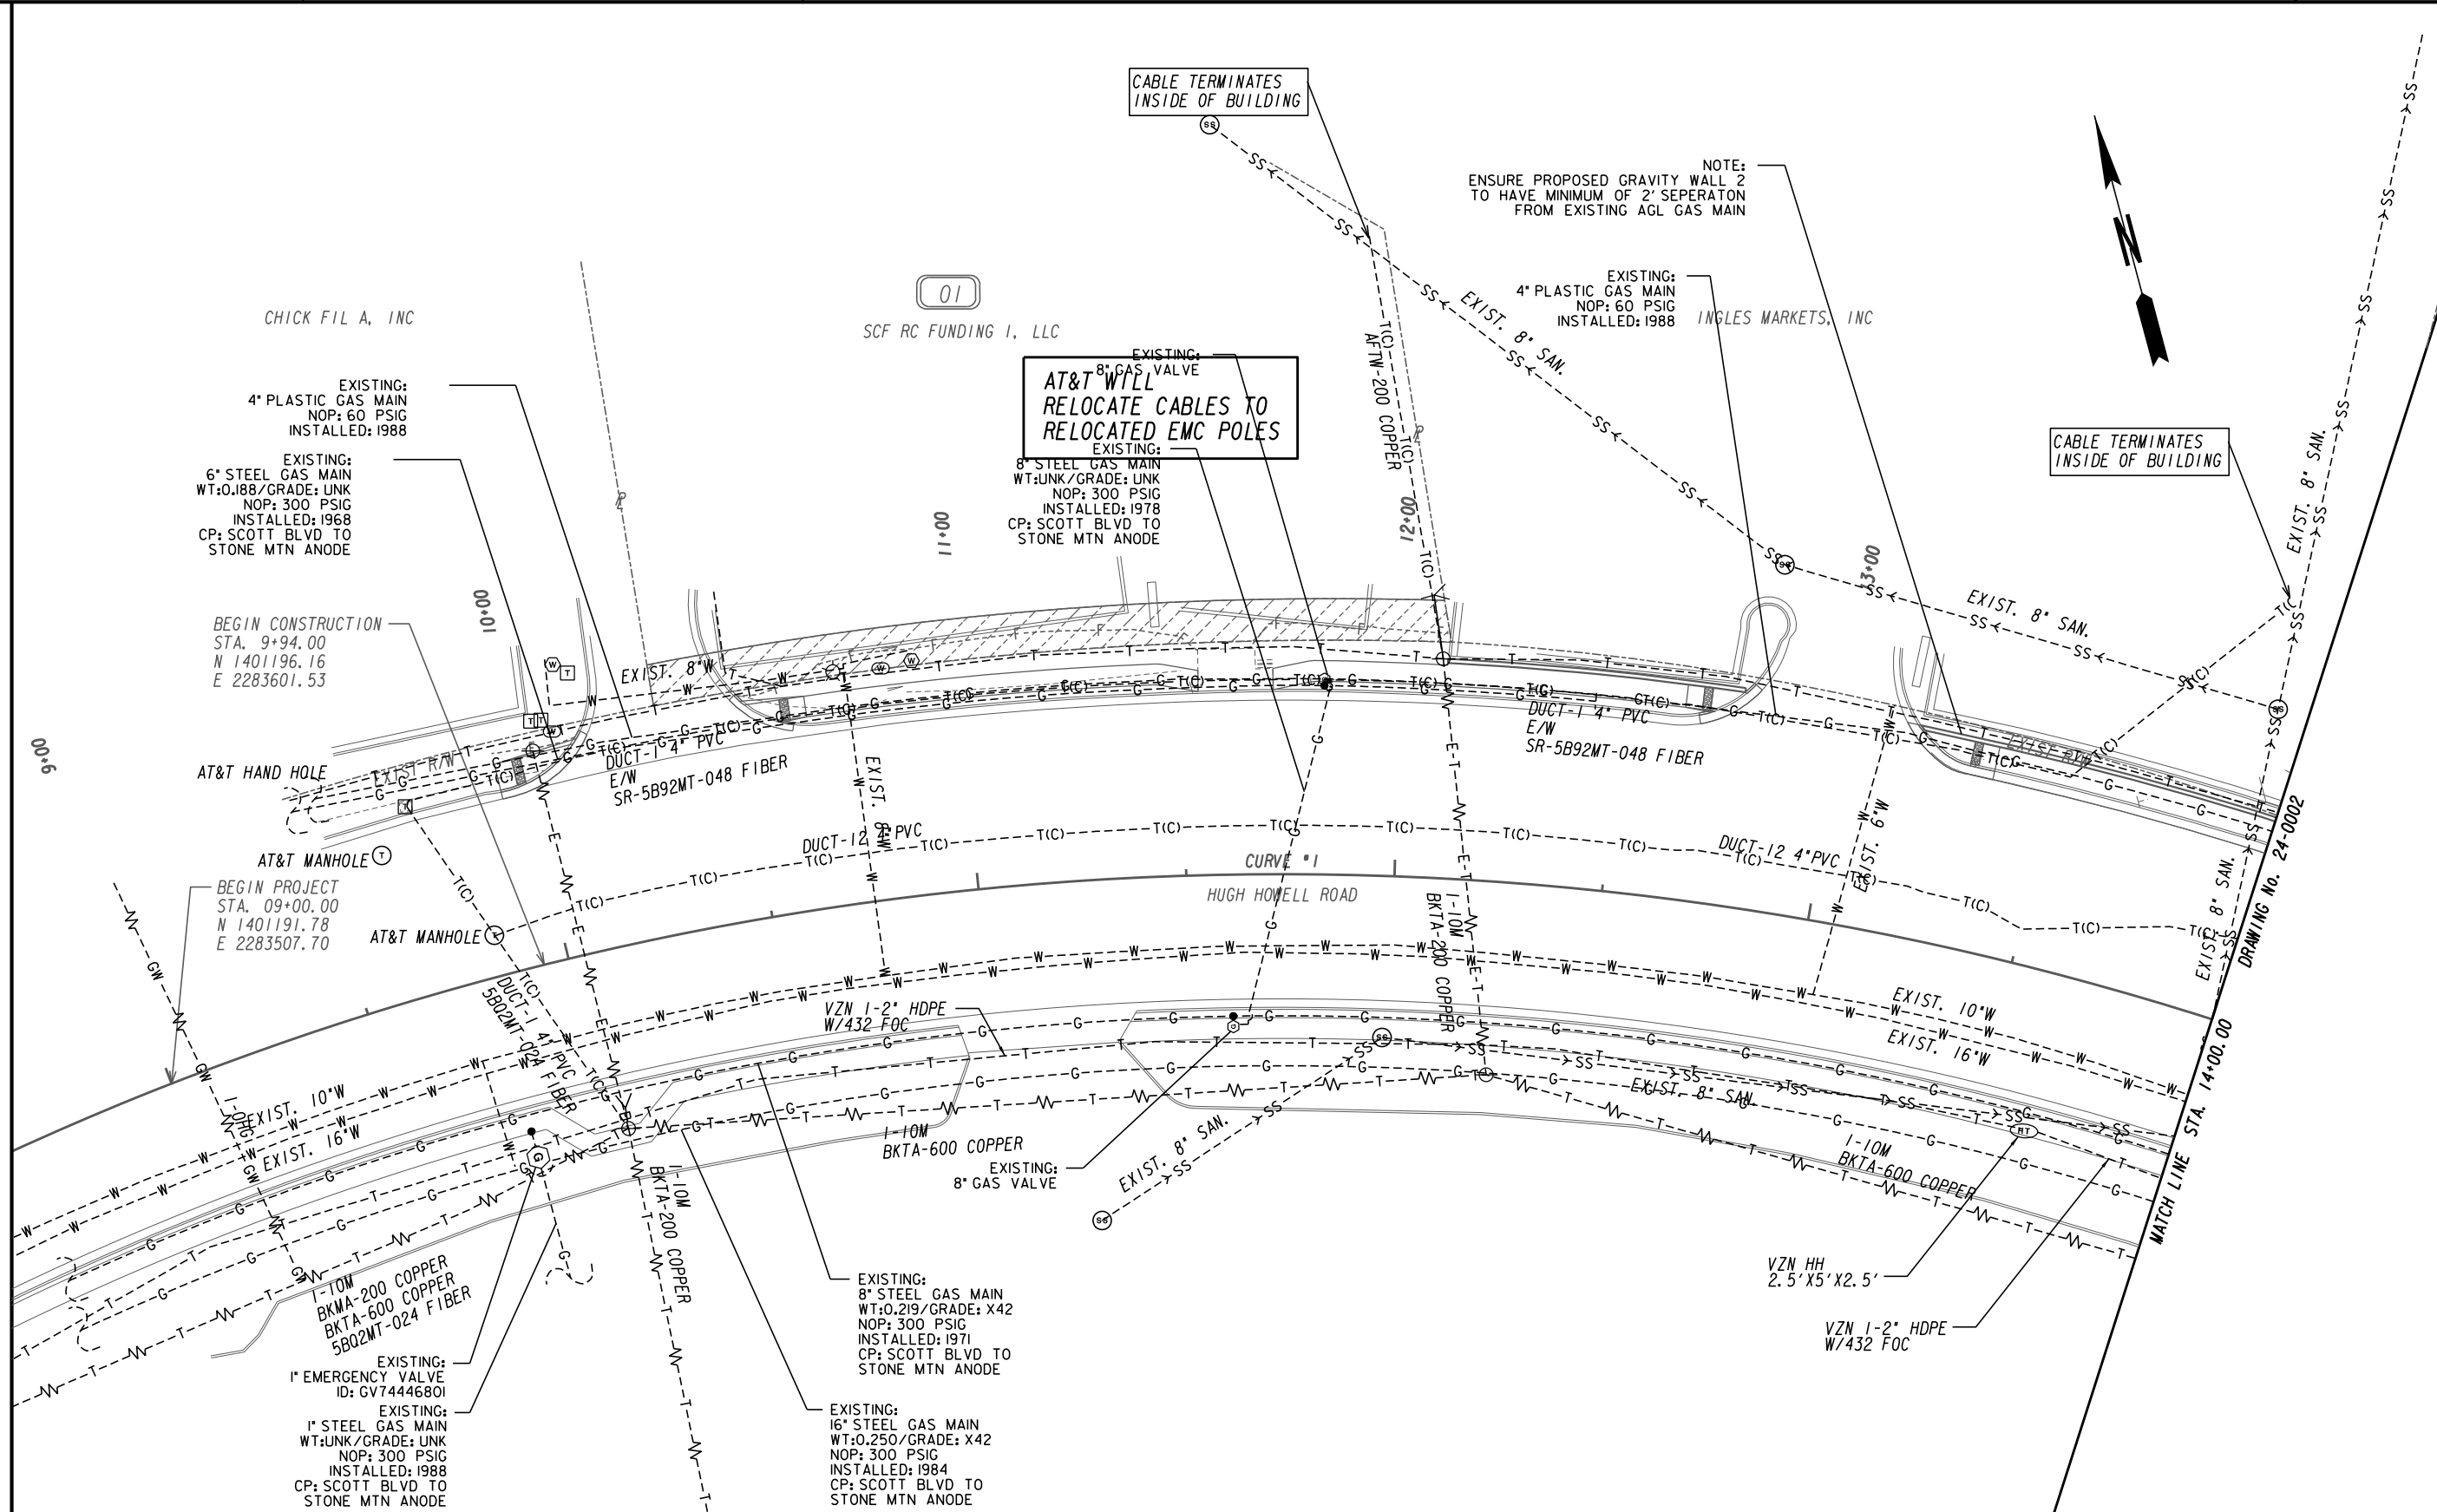 CABLE TERMINATES
INSIDE OF BUILDING
NOTE:
ENSURE PROPOSED GRAVITY WALL 2
TO HAVE MINIMUM OF 2' SEPERATON
FROM EXISTING AGL GAS MAIN
N
EXISTING:
4" PLASTIC GAS MAIN
NOP: 60 PSIG
INSTALLED: 1988
INGLES MARKETS, INC
CHICK FIL A, INC
01
SCF RC FUNDING I, LLC
EXISTING:
8" GAS VALVE
AT&T WILL
RELOCATE CABLES TO
RELOCATED EMC POLES
EXISTING:
8" STEEL GAS MAIN
WT:UNK/GRADE: UNK
NOP: 300 PSIG
INSTALLED: 1978
CP: SCOTT BLVD TO
STONE MTN ANODE
EXISTING:
4" PLASTIC GAS MAIN
NOP: 60 PSIG
INSTALLED: 1988
EXISTING:
6" STEEL GAS MAIN
WT:0.188/GRADE: UNK
NOP: 300 PSIG
INSTALLED: 1968
CP: SCOTT BLVD TO
STONE MTN ANODE
AFTW-200 COPPER
EXIST. 8" SAN.
CABLE TERMINATES
INSIDE OF BUILDING
EXIST. 8" SAN.
EXIST. 8" SAN.
9+00
10+00
11+00
12+00
13+00
BEGIN CONSTRUCTION
STA. 9+94.00
N 1401196.16
E 2283601.53
EXIST. 8"W
EXIST R/W
EXIST R/W
AT&T HAND HOLE
DUCT-1 4" PVC
E/W
SR-5B92MT-048 FIBER
DUCT-1 4" PVC
E/W
SR-5B92MT-048 FIBER
EXIST. 8"W
EXIST. 6"W
AT&T MANHOLE
DUCT-12 4"PVC
DUCT-12 4"PVC
CURVE #1
HUGH HOWELL ROAD
BEGIN PROJECT
STA. 09+00.00
N 1401191.78
E 2283507.70
AT&T MANHOLE
DUCT-1 4" PVC
5BQ2MT-024 FIBER
1-10M
BKTA-200 COPPER
EXIST. 8" SAN.
DRAWING No. 24-0002
MATCH LINE STA. 14+00.00
VZN 1-2" HDPE
W/432 FOC
EXIST. 10"W
EXIST. 16"W
EXIST. 10"W
EXIST. 16"W
1-OHG
EXIST. 8" SAN.
1-10M
BKTA-600 COPPER
EXIST. 8" SAN.
1-10M
BKTA-600 COPPER
EXISTING:
8" GAS VALVE
1-10M
BKTA-200 COPPER
1-10M
BKMA-200 COPPER
BKTA-600 COPPER
5BQ2MT-024 FIBER
VZN HH
2.5'X5'X2.5'
VZN 1-2" HDPE
W/432 FOC
EXISTING:
8" STEEL GAS MAIN
WT:0.219/GRADE: X42
NOP: 300 PSIG
INSTALLED: 1971
CP: SCOTT BLVD TO
STONE MTN ANODE
EXISTING:
1" EMERGENCY VALVE
ID: GV74446801
EXISTING:
1" STEEL GAS MAIN
WT:UNK/GRADE: UNK
NOP: 300 PSIG
INSTALLED: 1988
CP: SCOTT BLVD TO
STONE MTN ANODE
EXISTING:
16" STEEL GAS MAIN
WT:0.250/GRADE: X42
NOP: 300 PSIG
INSTALLED: 1984
CP: SCOTT BLVD TO
STONE MTN ANODE